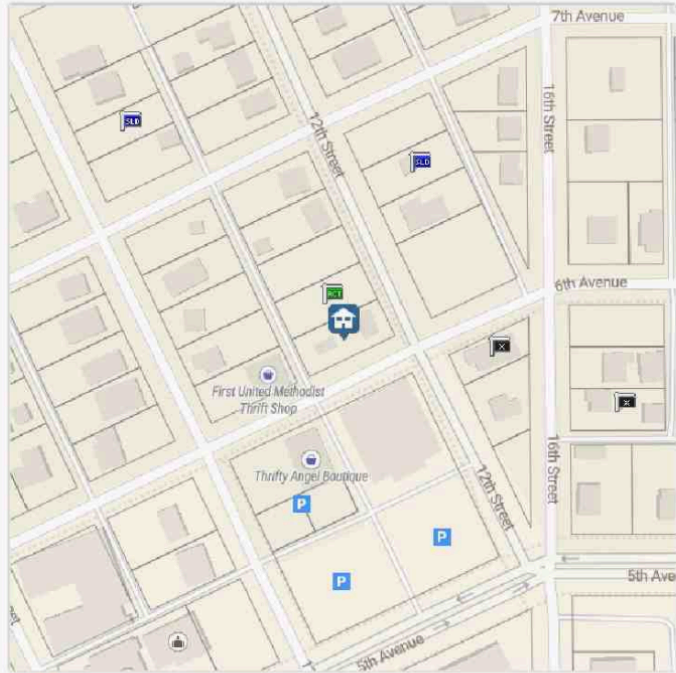 7th Avenue
12th Street
16th Street
SLD
SLD
ACT
6th Avenue
X
First United Methodist
Thrift Shop
X
Thrifty Angel Boutique
16th Street
12th Street
P
P
P
5th Ave
5th Avenue